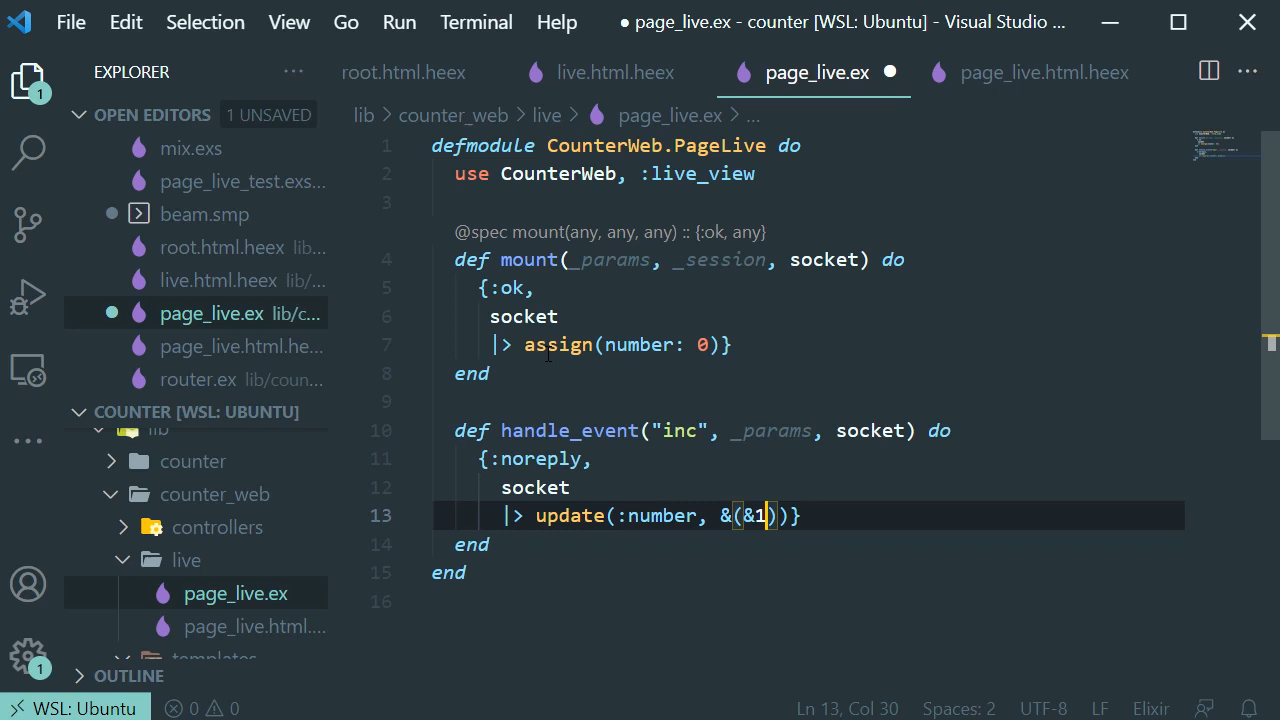 File Edit Selection View Go Run Terminal Help ● page_live.ex - counter [WSL: Ubuntu] - Visual Studio ...
EXPLORER ...
root.html.heex live.html.heex page_live.ex ● page_live.html.heex ...
1
OPEN EDITORS 1 UNSAVED
mix.exs
page_live_test.exs...
beam.smp
root.html.heex lib...
live.html.heex lib/...
page_live.ex lib/c...
page_live.html.he...
router.ex lib/coun...
COUNTER [WSL: UBUNTU]
lib
counter
counter_web
controllers
live
page_live.ex
page_live.html....
templates
OUTLINE
1
lib > counter_web > live > page_live.ex > ...
1 defmodule CounterWeb.PageLive do
2 use CounterWeb, :live_view
3
@spec mount(any, any, any) :: {:ok, any}
4 def mount(_params, _session, socket) do
5 {:ok,
6 socket
7 |> assign(number: 0)}
8 end
9
10 def handle_event("inc", _params, socket) do
11 {:noreply,
12 socket
13 |> update(:number, &(&1))}
14 end
15 end
16
WSL: Ubuntu 0 0 Ln 13, Col 30 Spaces: 2 UTF-8 LF Elixir